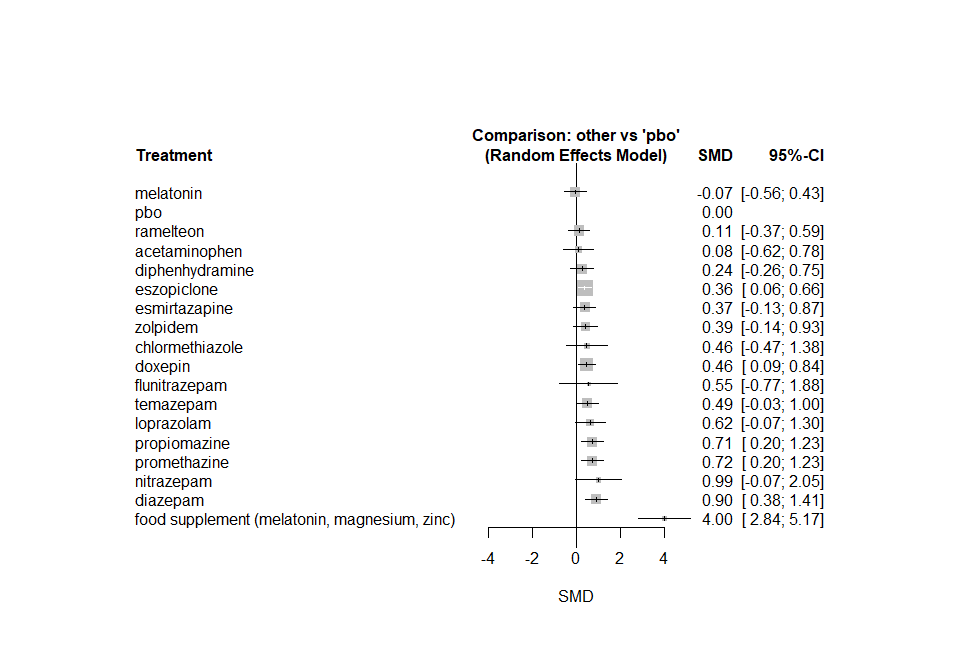 Comparison: other vs 'pbo'
Treatment (Random Effects Model) SMD 95%-CI
melatonin -0.07 [-0.56; 0.43]
pbo 0.00
ramelteon 0.11 [-0.37; 0.59]
acetaminophen 0.08 [-0.62; 0.78]
diphenhydramine 0.24 [-0.26; 0.75]
eszopiclone 0.36 [ 0.06; 0.66]
esmirtazapine 0.37 [-0.13; 0.87]
zolpidem 0.39 [-0.14; 0.93]
chlormethiazole 0.46 [-0.47; 1.38]
doxepin 0.46 [ 0.09; 0.84]
flunitrazepam 0.55 [-0.77; 1.88]
temazepam 0.49 [-0.03; 1.00]
loprazolam 0.62 [-0.07; 1.30]
propiomazine 0.71 [ 0.20; 1.23]
promethazine 0.72 [ 0.20; 1.23]
nitrazepam 0.99 [-0.07; 2.05]
diazepam 0.90 [ 0.38; 1.41]
food supplement (melatonin, magnesium, zinc) 4.00 [ 2.84; 5.17]
-4 -2 0 2 4
SMD